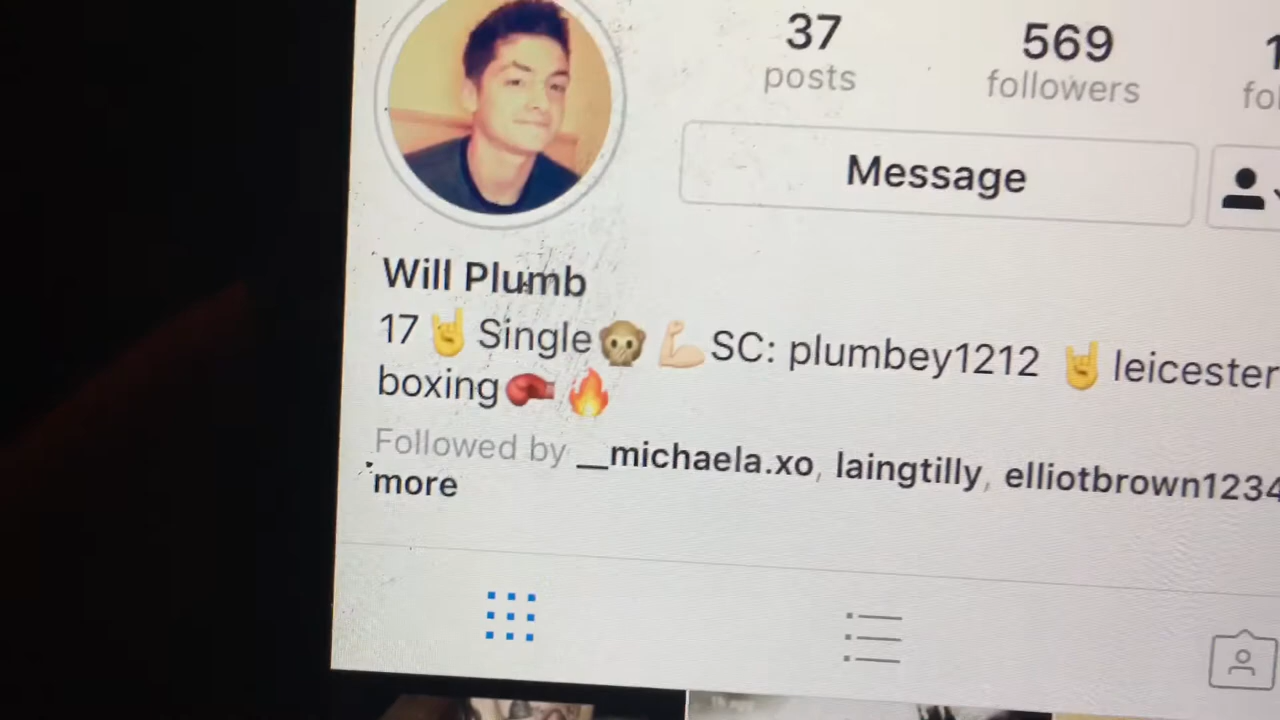 37 569
posts followers
Message
Will Plumb
17🤘Single🙊💪🏻SC: plumbey1212 🤘leicester
boxing🥊🔥
Followed by __michaela.xo, laingtilly, elliotbrown1234
more